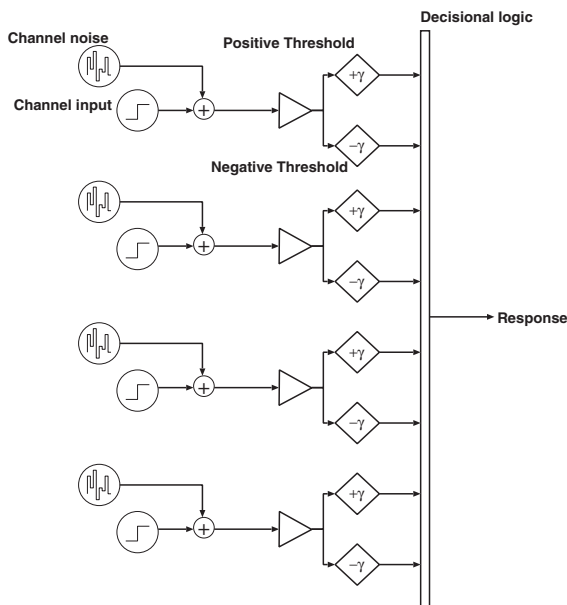 Decisional logic
Channel noise
Positive Threshold
+γ
Channel input
+
−γ
Negative Threshold
+γ
+
−γ
Response
+γ
+
−γ
+γ
+
−γ